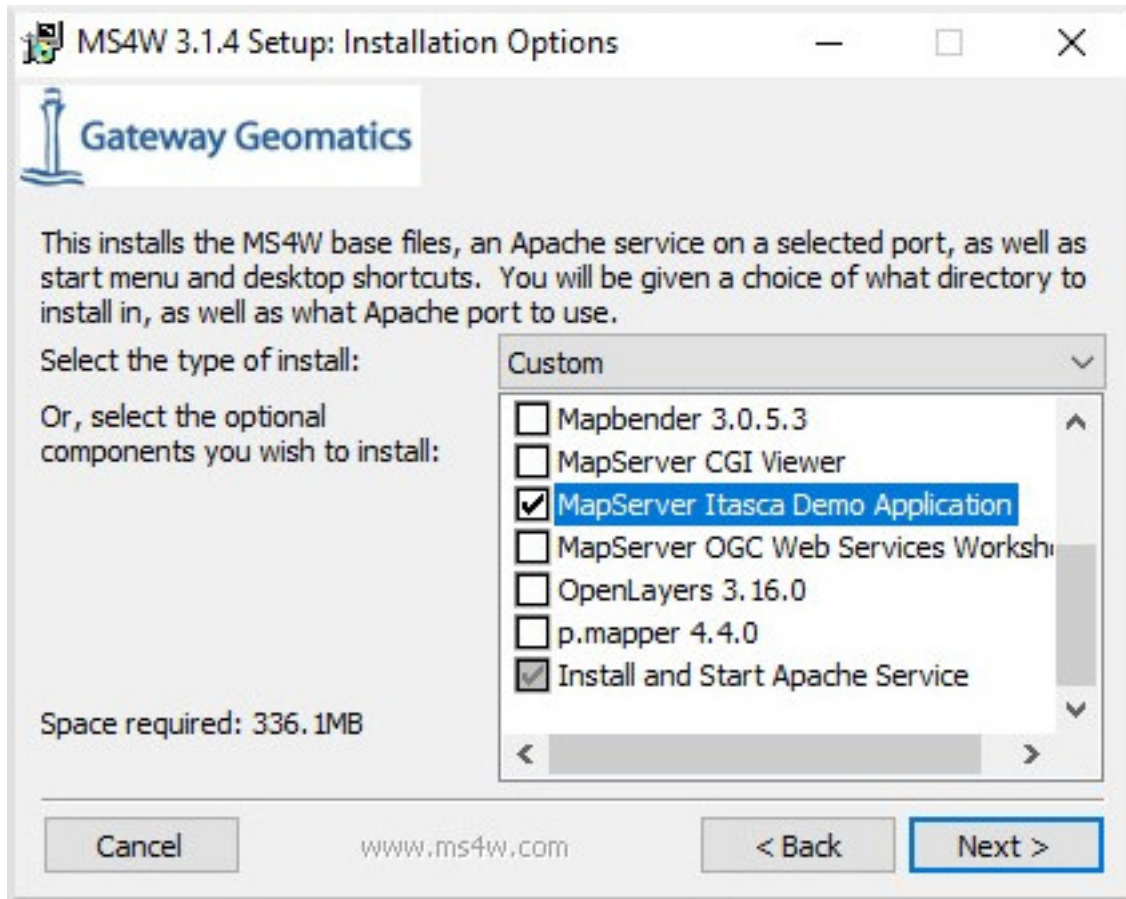 MS4W 3.1.4 Setup: Installation Options
Gateway Geomatics
This installs the MS4W base files, an Apache service on a selected port, as well as
start menu and desktop shortcuts. You will be given a choice of what directory to
install in, as well as what Apache port to use.
Select the type of install:
Custom
Or, select the optional
components you wish to install:
Mapbender 3.0.5.3
MapServer CGI Viewer
MapServer Itasca Demo Application
MapServer OGC Web Services
OpenLayers 3.16.0
p.mapper 4.4.0
Install and Start Apache Service
Space required: 336.1MB
Cancel
www.ms4w.com
< Back
Next >